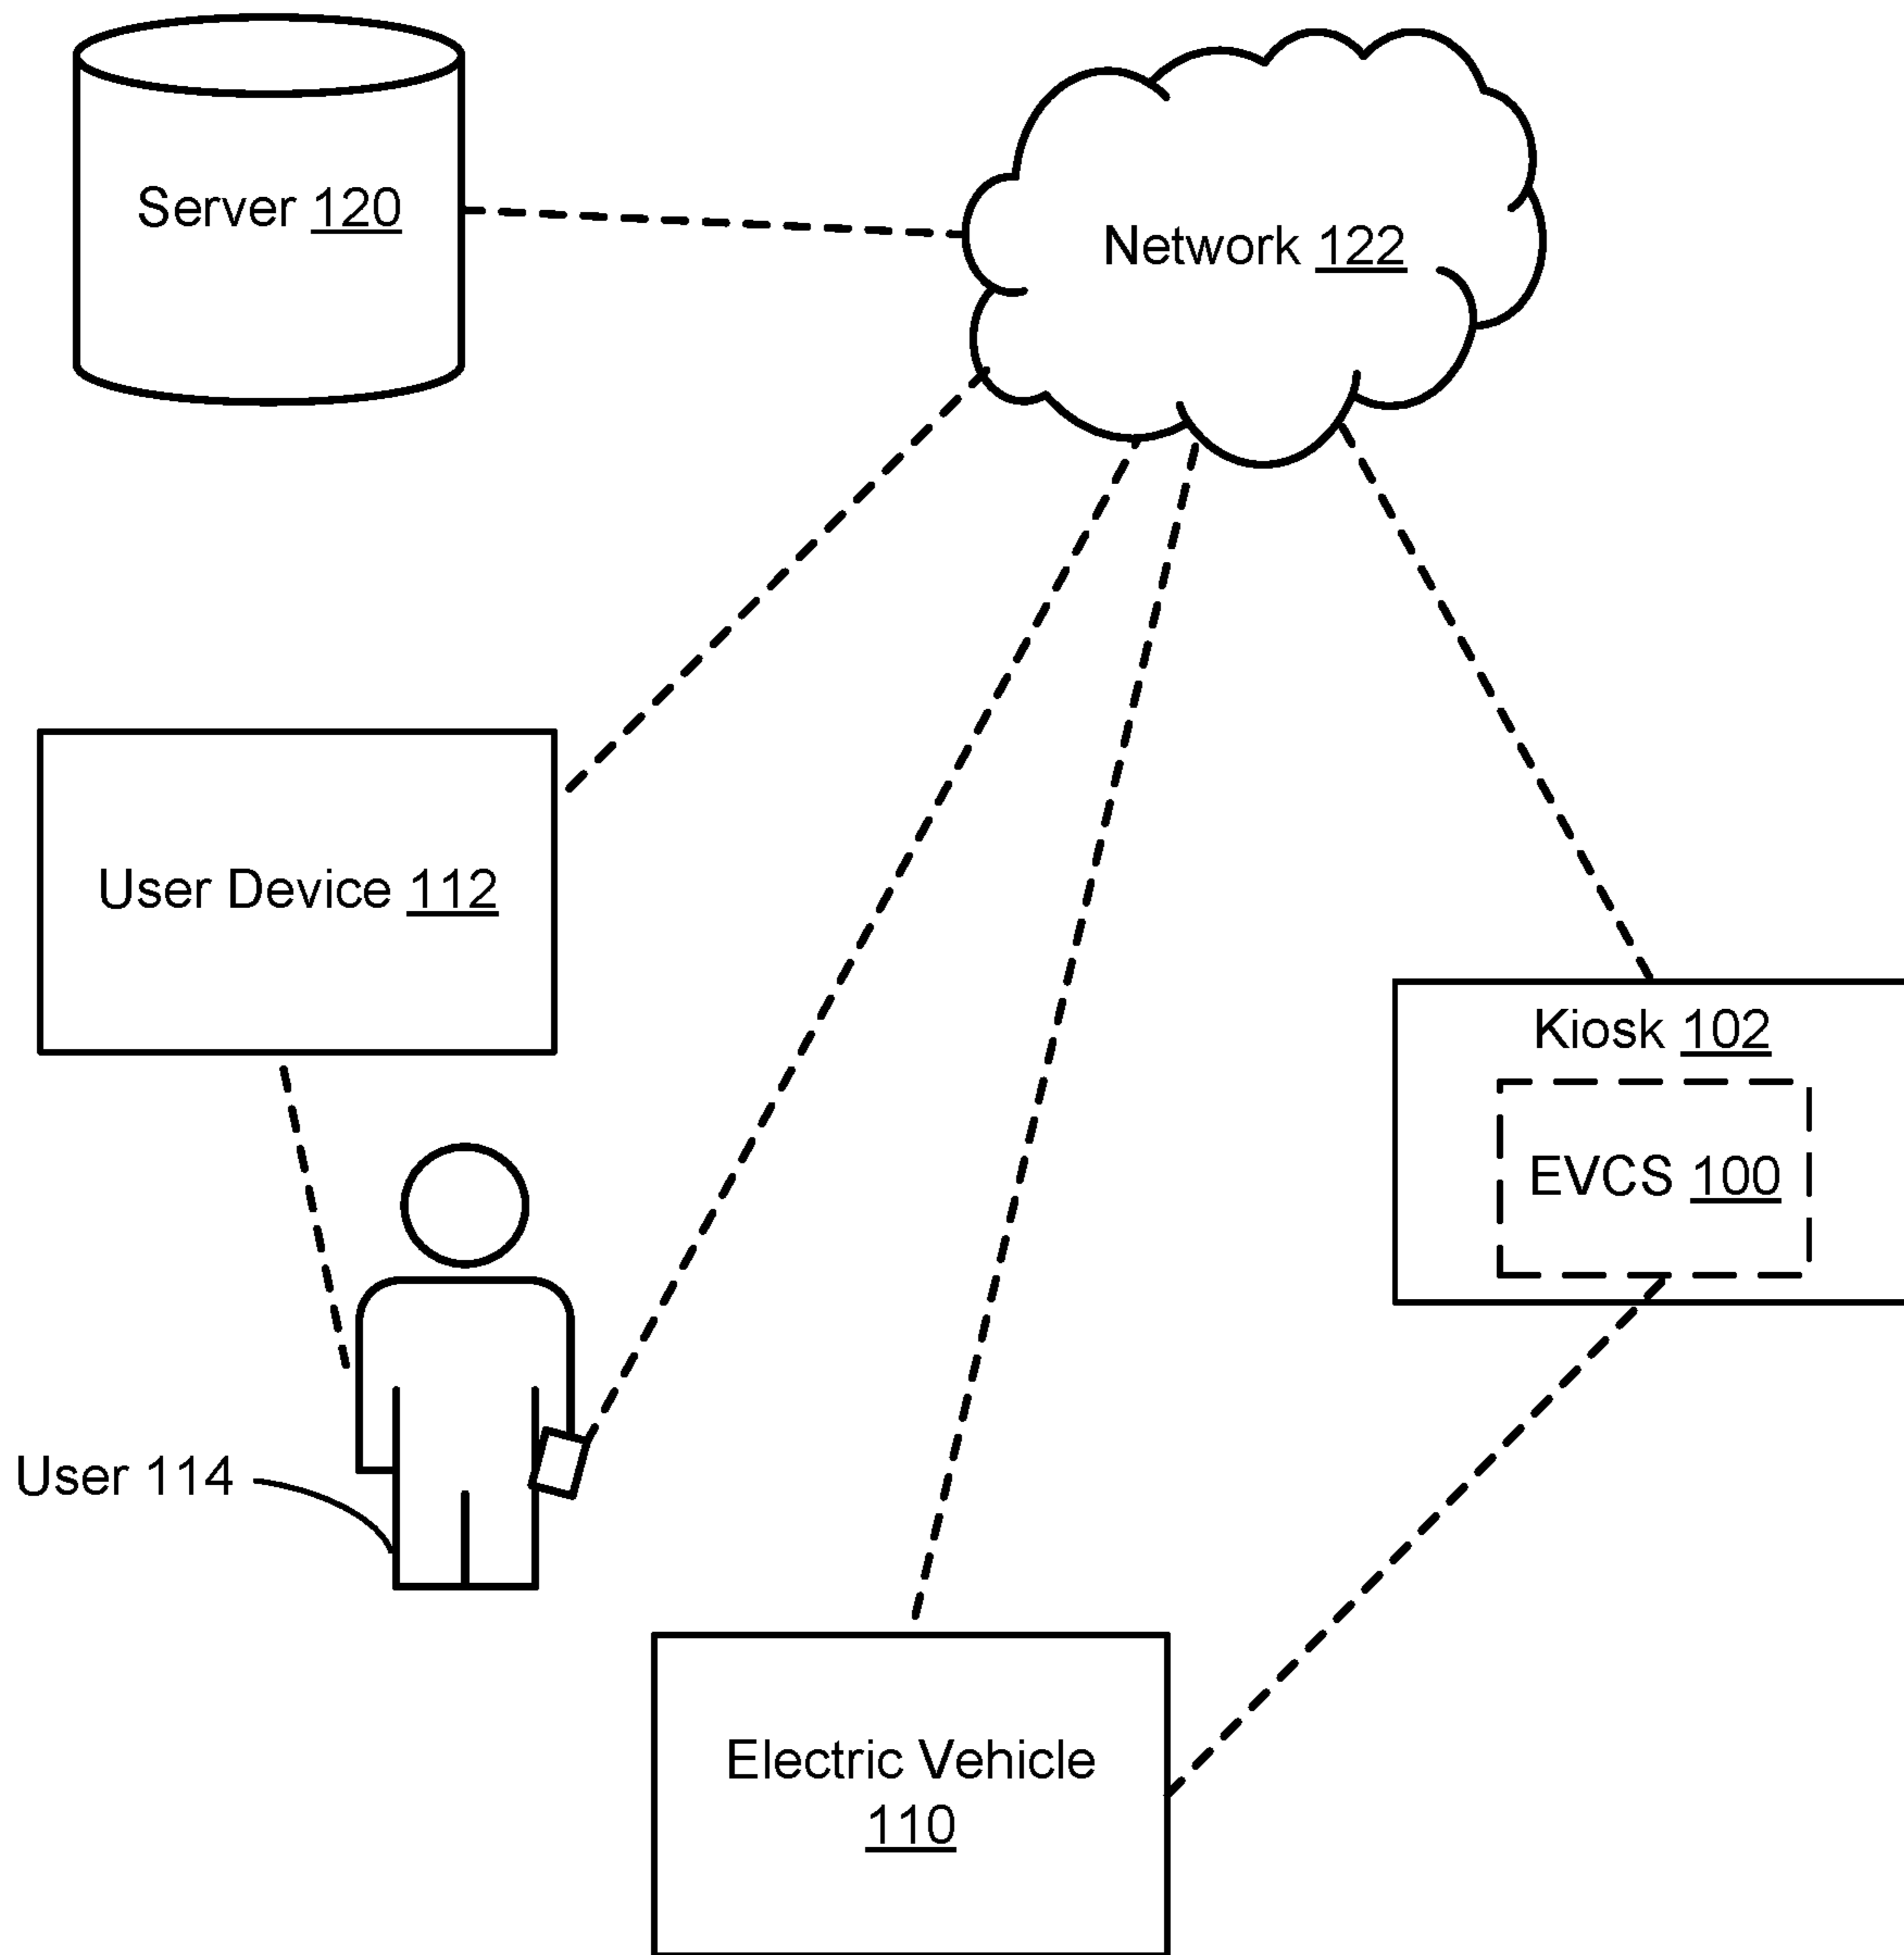 Server 120
Network 122
User Device 112
Kiosk 102
EVCS 100
User 114
Electric Vehicle
110